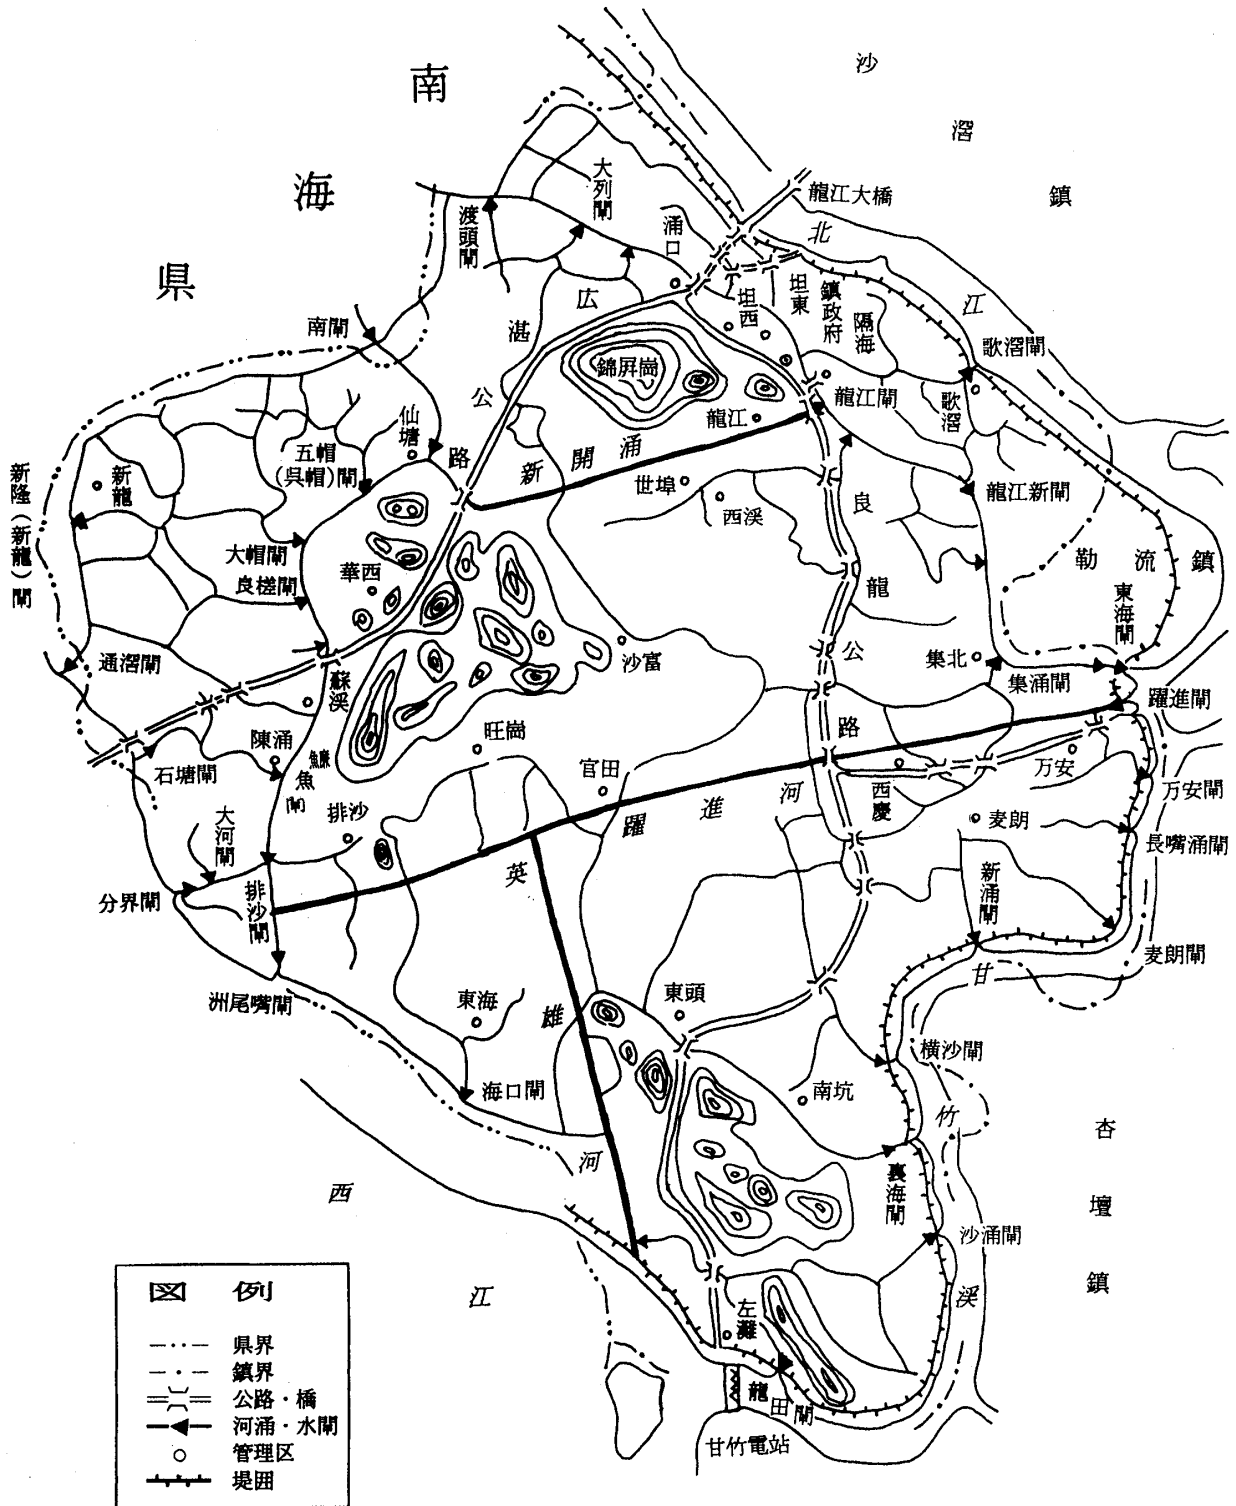 南海県
沙滘鎮
大列閘
渡頭閘
涌口
龍江大橋
北江
坦西
坦東
鎮政府
隔海
歌滘閘
歌滘
南閘
広湛公路
錦屏崗
龍江
龍江閘
仙塘
五帽
(呉帽)閘
新開涌
世埠
西溪
龍江新閘
新龍
新隆(新龍)閘
大帽閘
良槎閘
華西
良龍公路
勒流鎮
東海閘
通滘閘
蘇溪
沙富
集北
集涌閘
躍進閘
陳涌
石塘閘
魚閘
旺崗
官田
躍進河
西慶
万安
万安閘
排沙
大河閘
麦朗
長嘴涌閘
分界閘
排沙閘
新涌閘
麦朗閘
英雄河
洲尾嘴閘
東海
東頭
海口閘
甘竹溪
横沙閘
南坑
裏海閘
杏壇鎮
西江
沙涌閘
左灘
龍田閘
甘竹電站
図例
県界
鎮界
公路・橋
河涌・水閘
管理区
堤囲